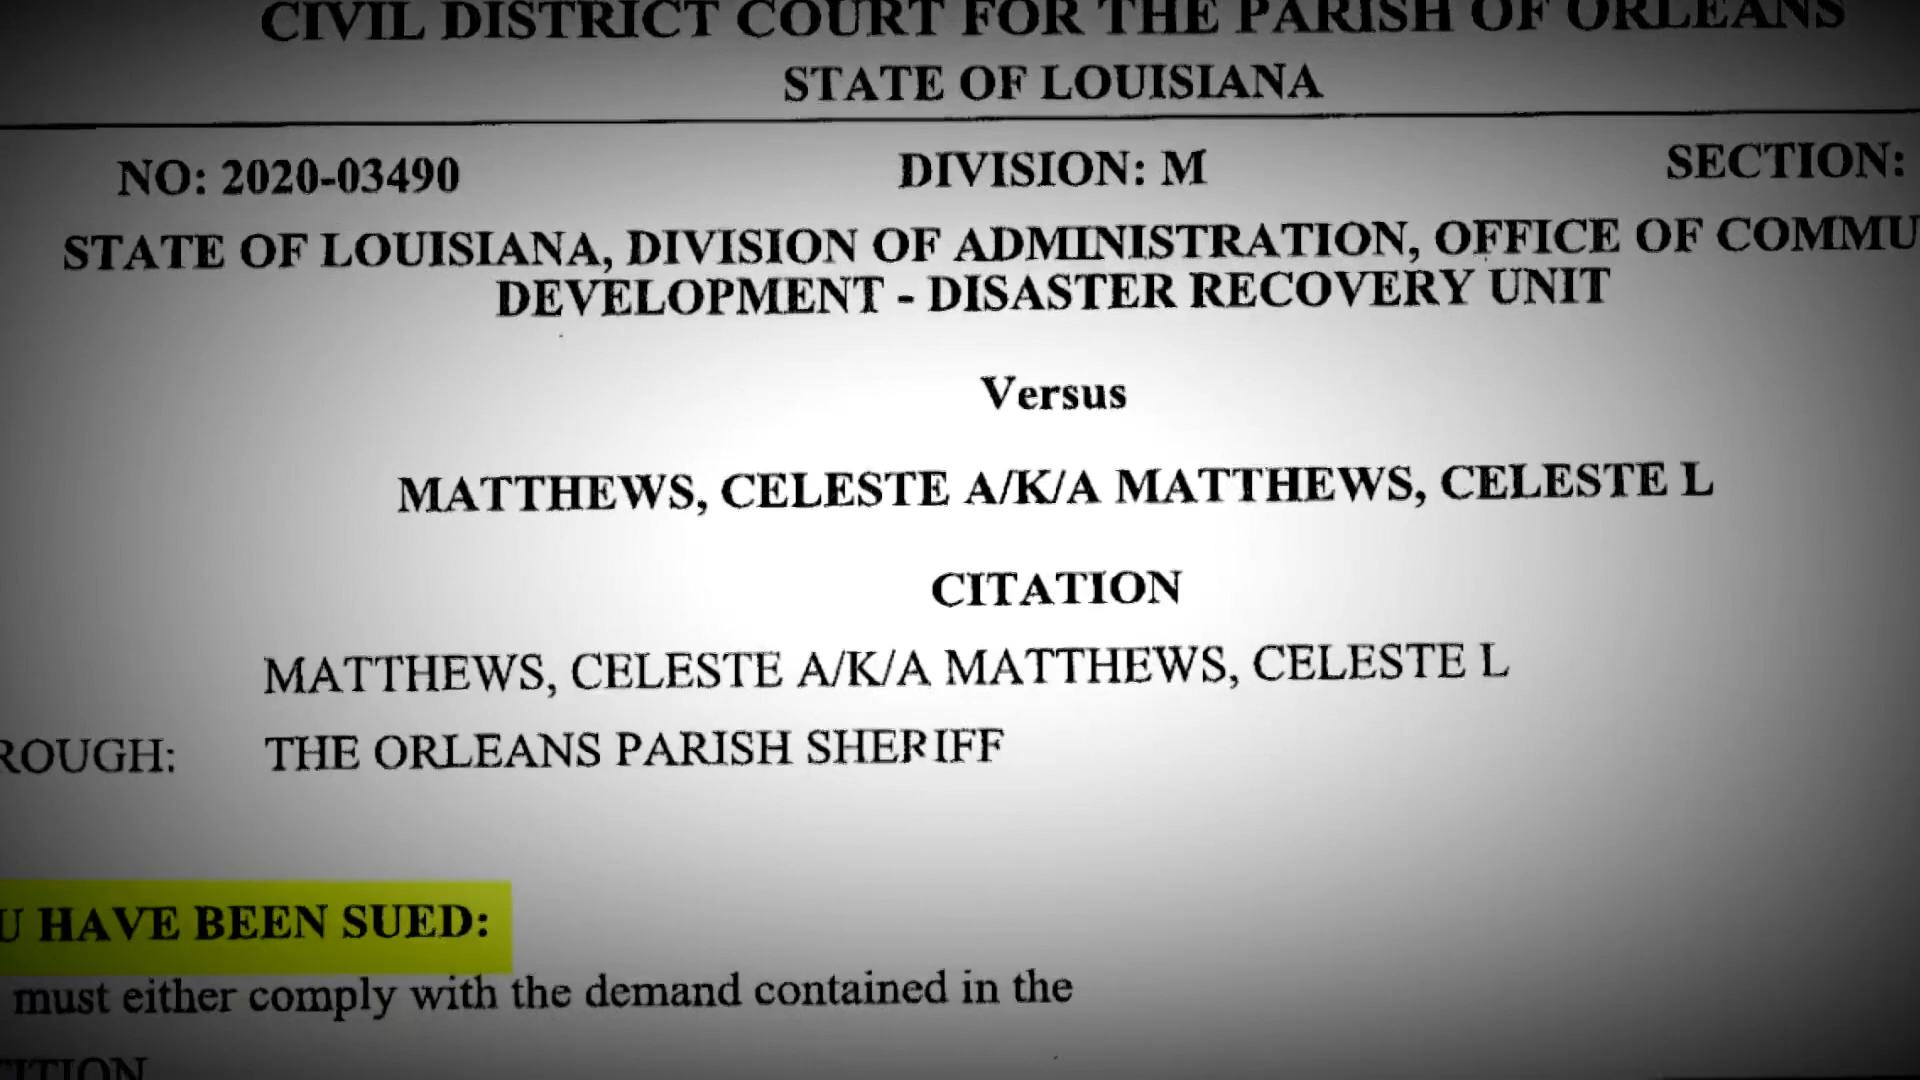 CIVIL DISTRICT COURT FOR THE PARISH OF ORLEANS
STATE OF LOUISIANA
NO: 2020-03490 DIVISION: M SECTION:
STATE OF LOUISIANA, DIVISION OF ADMINISTRATION, OFFICE OF COMMU
DEVELOPMENT - DISASTER RECOVERY UNIT
Versus
MATTHEWS, CELESTE A/K/A MATTHEWS, CELESTE L
CITATION
MATTHEWS, CELESTE A/K/A MATTHEWS, CELESTE L
ROUGH: THE ORLEANS PARISH SHERIFF
U HAVE BEEN SUED:
must either comply with the demand contained in the
TITION